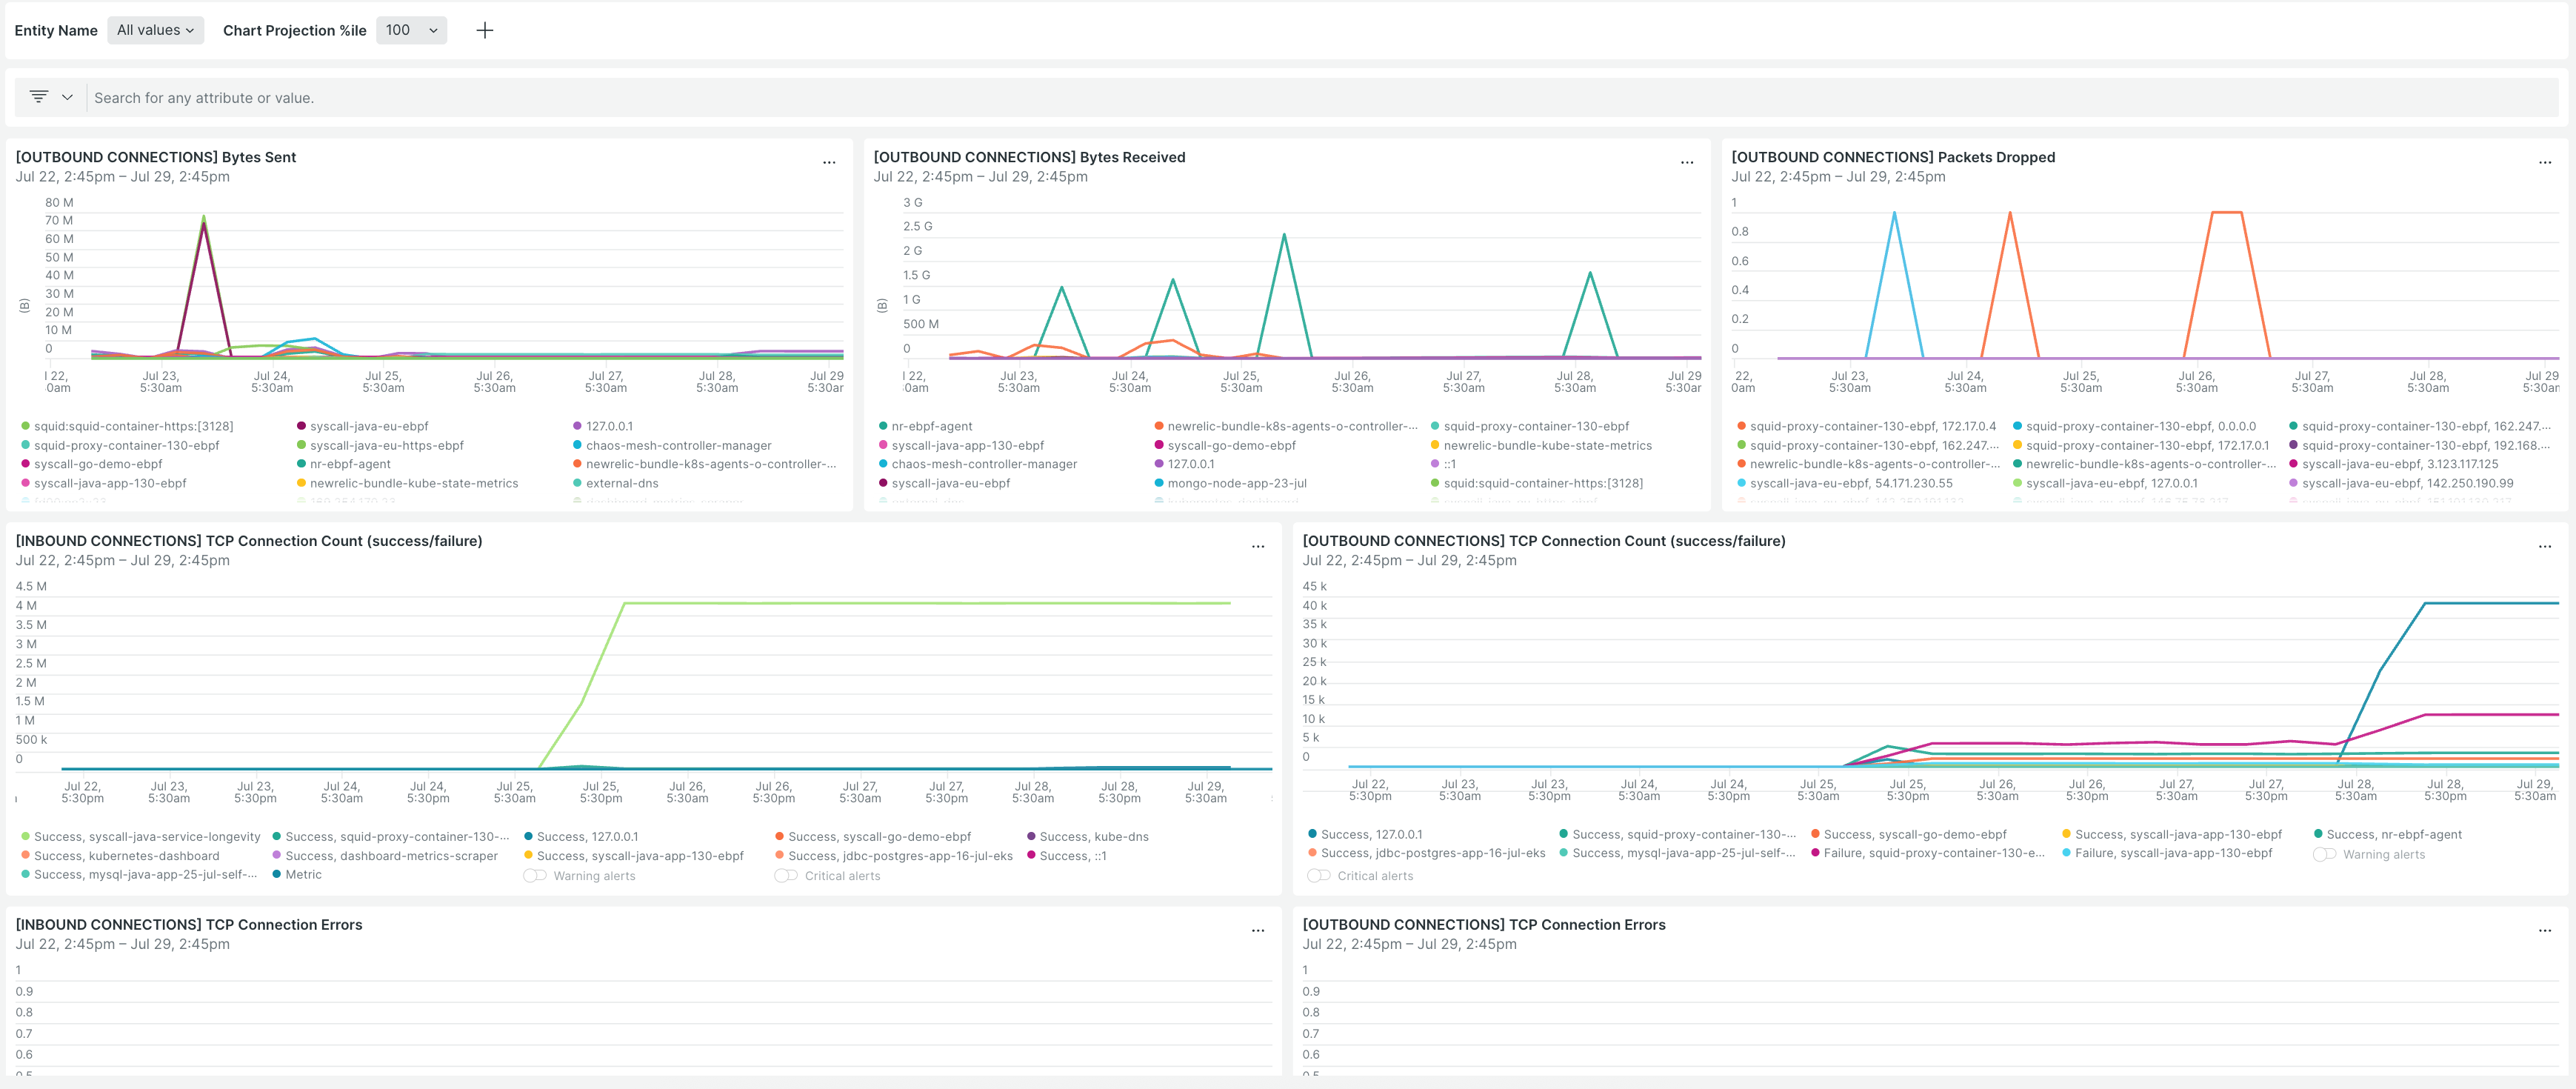 Entity Name All values Chart Projection %ile 100
Search for any attribute or value.
[OUTBOUND CONNECTIONS] Bytes Sent
Jul 22, 2:45pm – Jul 29, 2:45pm
80 M
70 M
60 M
50 M
40 M
30 M
20 M
10 M
0
(B)
l 22, Jul 23, Jul 24, Jul 25, Jul 26, Jul 27, Jul 28, Jul 29
0am 5:30am 5:30am 5:30am 5:30am 5:30am 5:30am 5:30ar
squid:squid-container-https:[3128] syscall-java-eu-ebpf 127.0.0.1
squid-proxy-container-130-ebpf syscall-java-eu-https-ebpf chaos-mesh-controller-manager
syscall-go-demo-ebpf nr-ebpf-agent newrelic-bundle-k8s-agents-o-controller-...
syscall-java-app-130-ebpf newrelic-bundle-kube-state-metrics external-dns
[OUTBOUND CONNECTIONS] Bytes Received
Jul 22, 2:45pm – Jul 29, 2:45pm
3 G
2.5 G
2 G
1.5 G
1 G
500 M
0
(B)
l 22, Jul 23, Jul 24, Jul 25, Jul 26, Jul 27, Jul 28, Jul 29
0am 5:30am 5:30am 5:30am 5:30am 5:30am 5:30am 5:30ar
nr-ebpf-agent newrelic-bundle-k8s-agents-o-controller-... squid-proxy-container-130-ebpf
syscall-java-app-130-ebpf syscall-go-demo-ebpf newrelic-bundle-kube-state-metrics
chaos-mesh-controller-manager 127.0.0.1 ::1
syscall-java-eu-ebpf mongo-node-app-23-jul squid:squid-container-https:[3128]
[OUTBOUND CONNECTIONS] Packets Dropped
Jul 22, 2:45pm – Jul 29, 2:45pm
1
0.8
0.6
0.4
0.2
0
22, Jul 23, Jul 24, Jul 25, Jul 26, Jul 27, Jul 28, Jul 29
0am 5:30am 5:30am 5:30am 5:30am 5:30am 5:30am 5:30ar
squid-proxy-container-130-ebpf, 172.17.0.4 squid-proxy-container-130-ebpf, 0.0.0.0 squid-proxy-container-130-ebpf, 162.247....
squid-proxy-container-130-ebpf, 162.247.... squid-proxy-container-130-ebpf, 172.17.0.1 squid-proxy-container-130-ebpf, 192.168....
newrelic-bundle-k8s-agents-o-controller-... newrelic-bundle-k8s-agents-o-controller-... syscall-java-eu-ebpf, 3.123.117.125
syscall-java-eu-ebpf, 54.171.230.55 syscall-java-eu-ebpf, 127.0.0.1 syscall-java-eu-ebpf, 142.250.190.99
[INBOUND CONNECTIONS] TCP Connection Count (success/failure)
Jul 22, 2:45pm – Jul 29, 2:45pm
4.5 M
4 M
3.5 M
3 M
2.5 M
2 M
1.5 M
1 M
500 k
0
Jul 22, Jul 23, Jul 23, Jul 24, Jul 24, Jul 25, Jul 25, Jul 26, Jul 26, Jul 27, Jul 27, Jul 28, Jul 28, Jul 29,
5:30pm 5:30am 5:30pm 5:30am 5:30pm 5:30am 5:30pm 5:30am 5:30pm 5:30am 5:30pm 5:30am 5:30pm 5:30am
Success, syscall-java-service-longevity Success, squid-proxy-container-130-... Success, 127.0.0.1 Success, syscall-go-demo-ebpf Success, kube-dns
Success, kubernetes-dashboard Success, dashboard-metrics-scraper Success, syscall-java-app-130-ebpf Success, jdbc-postgres-app-16-jul-eks Success, ::1
Success, mysql-java-app-25-jul-self-... Metric Warning alerts Critical alerts
[OUTBOUND CONNECTIONS] TCP Connection Count (success/failure)
Jul 22, 2:45pm – Jul 29, 2:45pm
45 k
40 k
35 k
30 k
25 k
20 k
15 k
10 k
5 k
0
Jul 22, Jul 23, Jul 23, Jul 24, Jul 24, Jul 25, Jul 25, Jul 26, Jul 26, Jul 27, Jul 27, Jul 28, Jul 28, Jul 29,
5:30pm 5:30am 5:30pm 5:30am 5:30pm 5:30am 5:30pm 5:30am 5:30pm 5:30am 5:30pm 5:30am 5:30pm 5:30am
Success, 127.0.0.1 Success, squid-proxy-container-130-... Success, syscall-go-demo-ebpf Success, syscall-java-app-130-ebpf Success, nr-ebpf-agent
Success, jdbc-postgres-app-16-jul-eks Success, mysql-java-app-25-jul-self-... Failure, squid-proxy-container-130-e... Failure, syscall-java-app-130-ebpf Warning alerts
Critical alerts
[INBOUND CONNECTIONS] TCP Connection Errors
Jul 22, 2:45pm – Jul 29, 2:45pm
1
0.9
0.8
0.7
0.6
[OUTBOUND CONNECTIONS] TCP Connection Errors
Jul 22, 2:45pm – Jul 29, 2:45pm
1
0.9
0.8
0.7
0.6